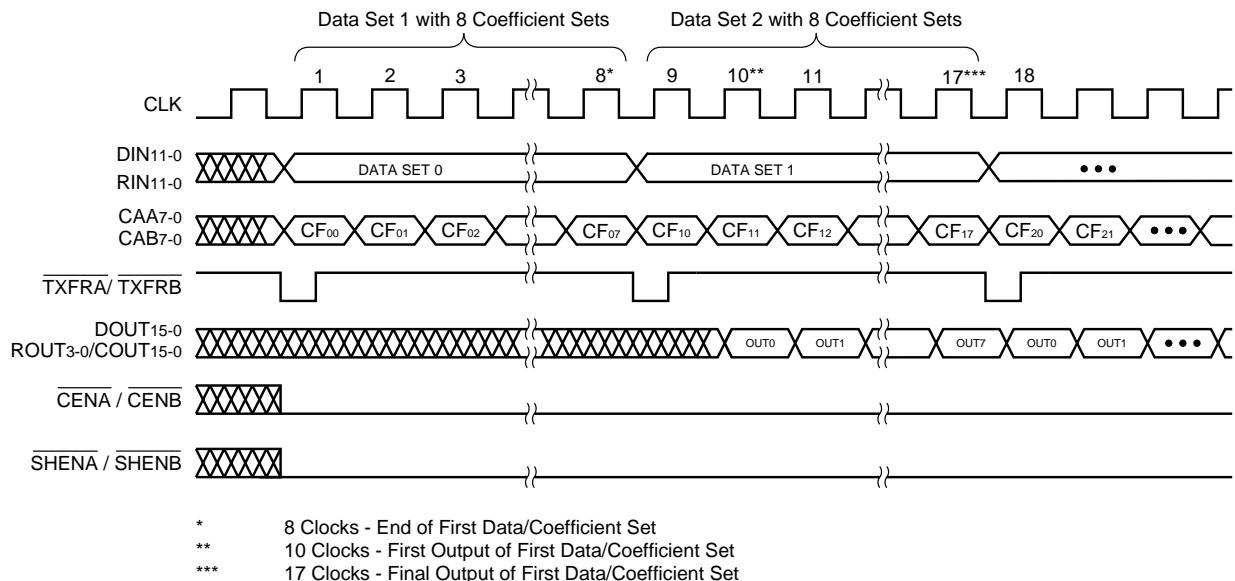 Data Set 1 with 8 Coefficient Sets Data Set 2 with 8 Coefficient Sets
1 2 3 8* 9 10** 11 17*** 18
CLK
DIN11-0
RIN11-0
DATA SET 0 DATA SET 1 •••
CAA7-0
CAB7-0
CF00 CF01 CF02 CF07 CF10 CF11 CF12 CF17 CF20 CF21 •••
TXFRA/ TXFRB
DOUT15-0
ROUT3-0/COUT15-0
OUT0 OUT1 OUT7 OUT0 OUT1 •••
CENA / CENB
SHENA / SHENB
* 8 Clocks - End of First Data/Coefficient Set
** 10 Clocks - First Output of First Data/Coefficient Set
*** 17 Clocks - Final Output of First Data/Coefficient Set